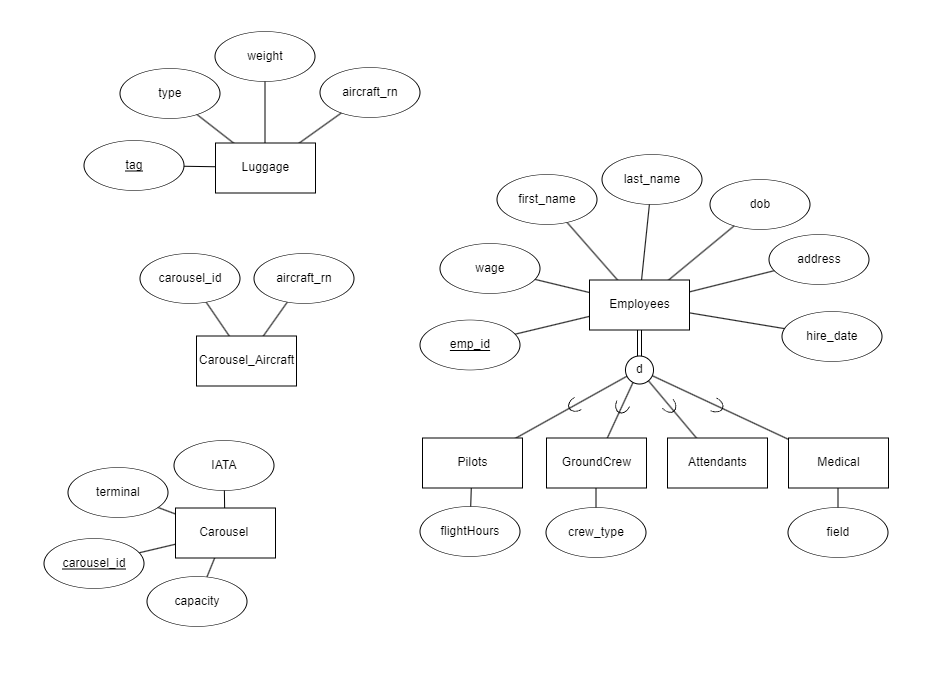 weight
type
aircraft_rn
tag
Luggage
carousel_id
aircraft_rn
Carousel_Aircraft
IATA
terminal
Carousel
carousel_id
capacity
last_name
first_name
dob
wage
address
Employees
emp_id
hire_date
d
Pilots
GroundCrew
Attendants
Medical
flightHours
crew_type
field